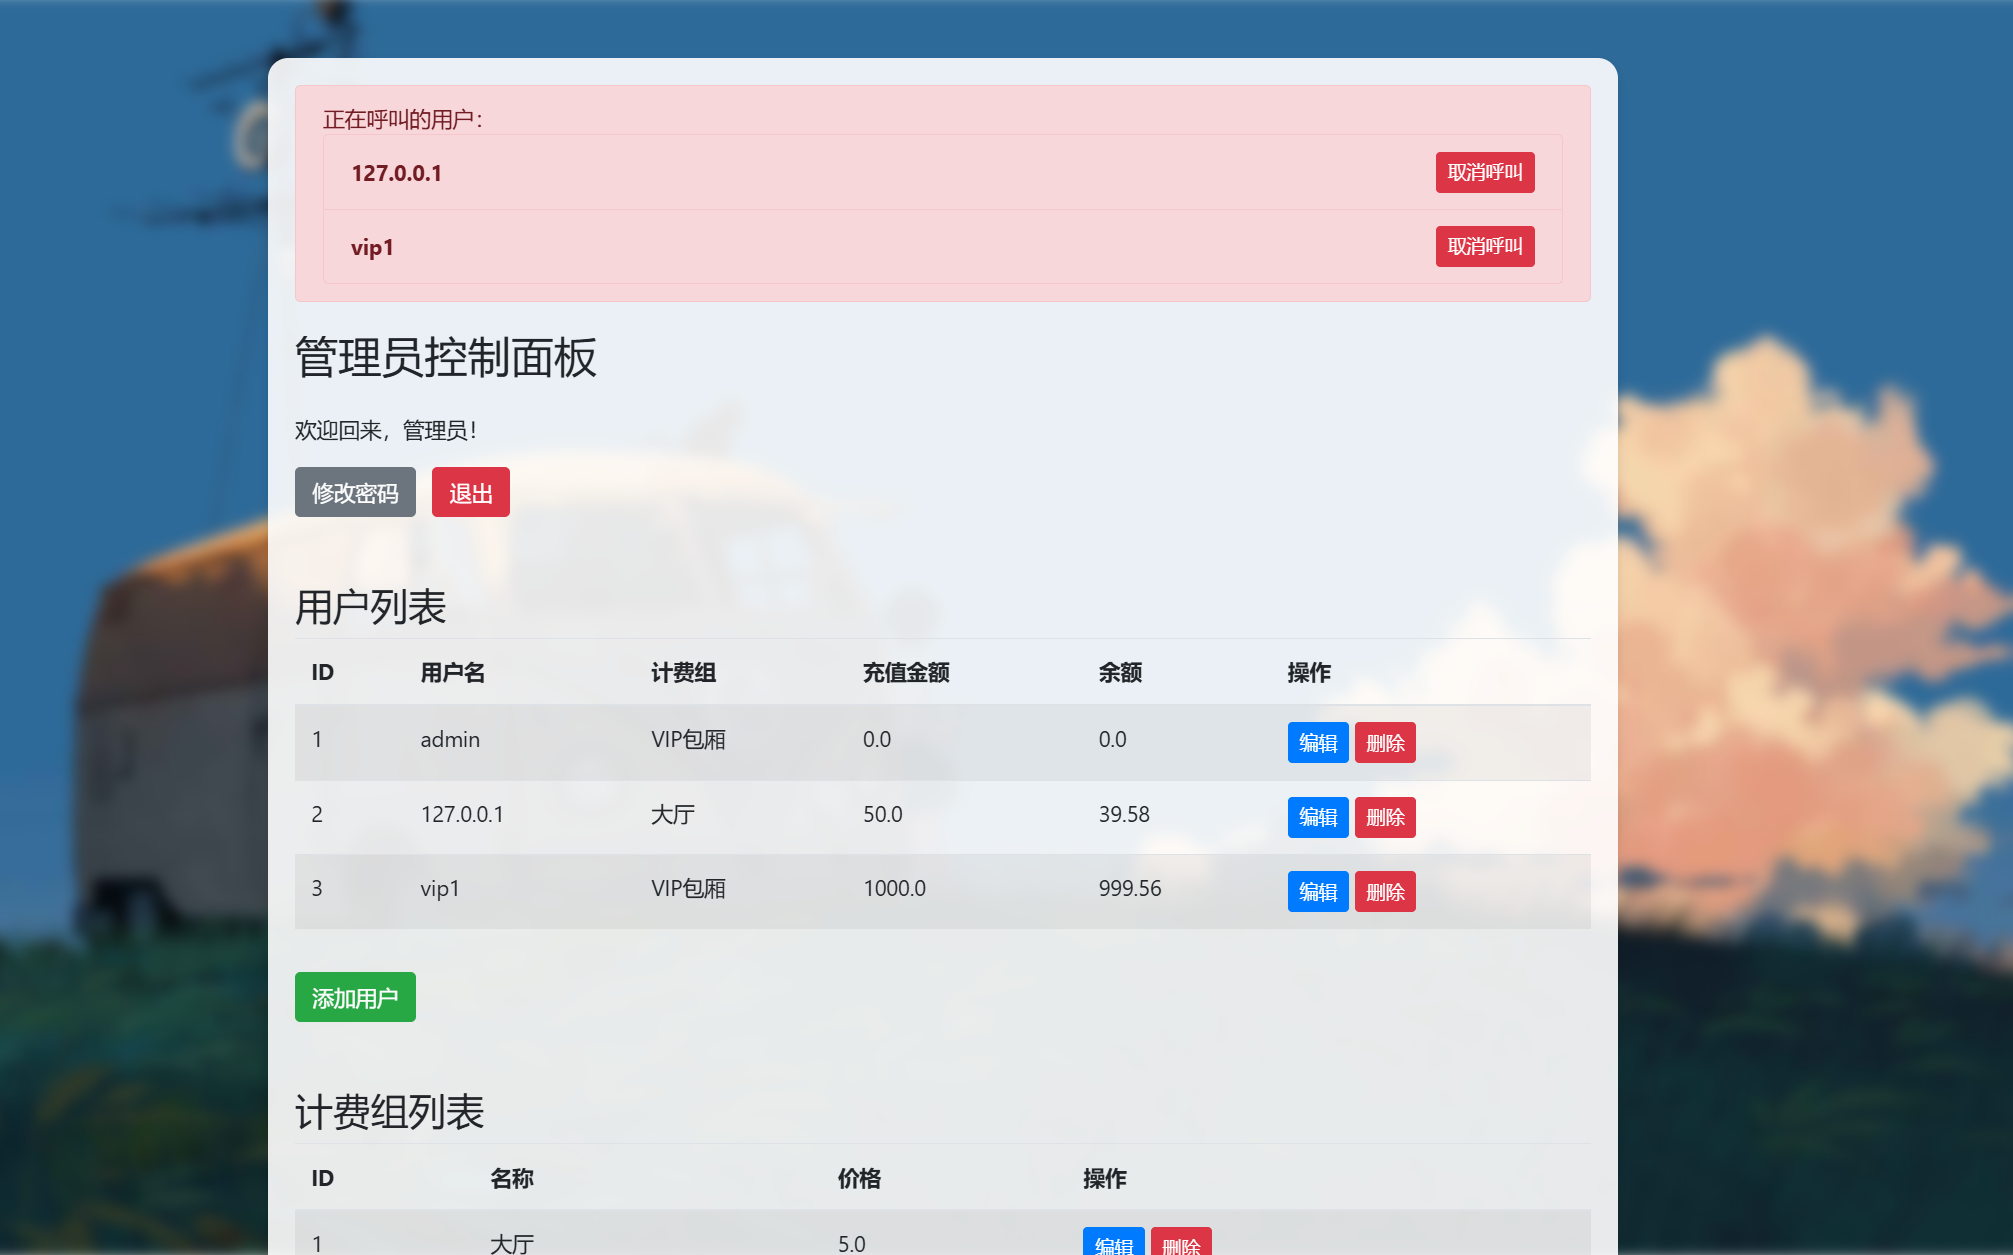 正在呼叫的用户：
127.0.0.1 取消呼叫
vip1 取消呼叫
管理员控制面板
欢迎回来，管理员！
修改密码 退出
用户列表
ID 用户名 计费组 充值金额 余额 操作
1 admin VIP包厢 0.0 0.0 编辑 删除
2 127.0.0.1 大厅 50.0 39.58 编辑 删除
3 vip1 VIP包厢 1000.0 999.56 编辑 删除
添加用户
计费组列表
ID 名称 价格 操作
1 大厅 5.0 编辑 删除